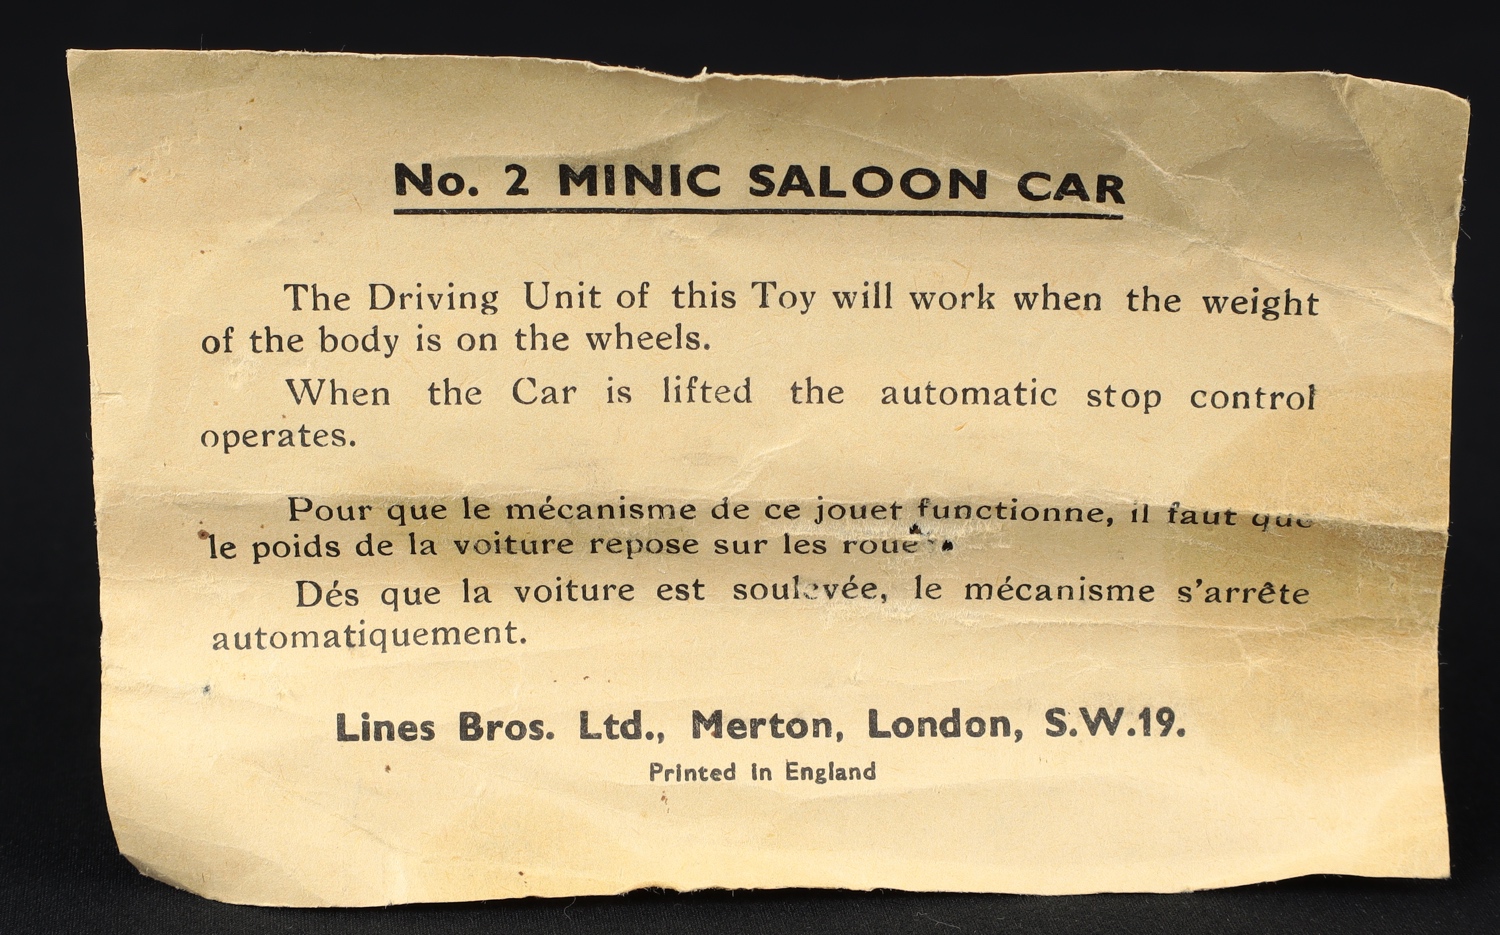 No. 2 MINIC SALOON CAR
The Driving Unit of this Toy will work when the weight
of the body is on the wheels.
When the Car is lifted the automatic stop control
operates.
Pour que le mécanisme de ce jouet functionne, il faut que
le poids de la voiture repose sur les roues.
Dés que la voiture est soulevée, le mécanisme s'arrête
automatiquement.
Lines Bros. Ltd., Merton, London, S.W.19.
Printed in England